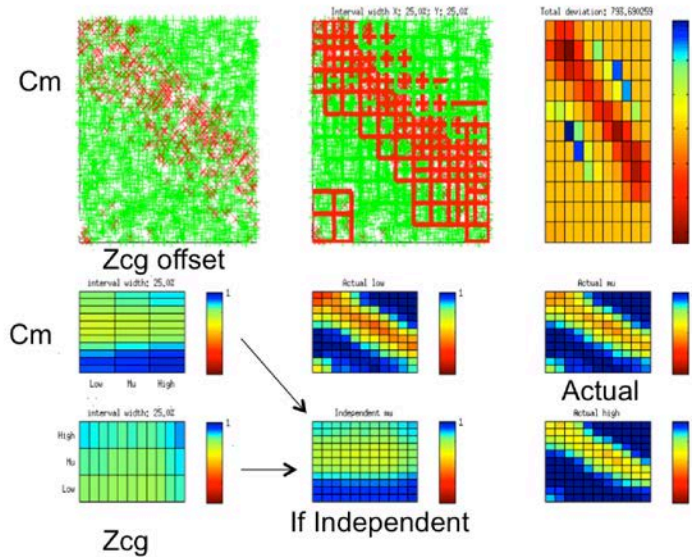 Interval width X: 25.0% Y: 25.0%
Total deviation: 793.690259
Cm
Zcg offset
interval width: 25.0%
Actual low
Actual mu
1
1
1
Cm
Low Mu High
Actual
interval width: 25.0%
Independent mu
Actual high
1
1
1
High
Mu
Low
If Independent
Zcg